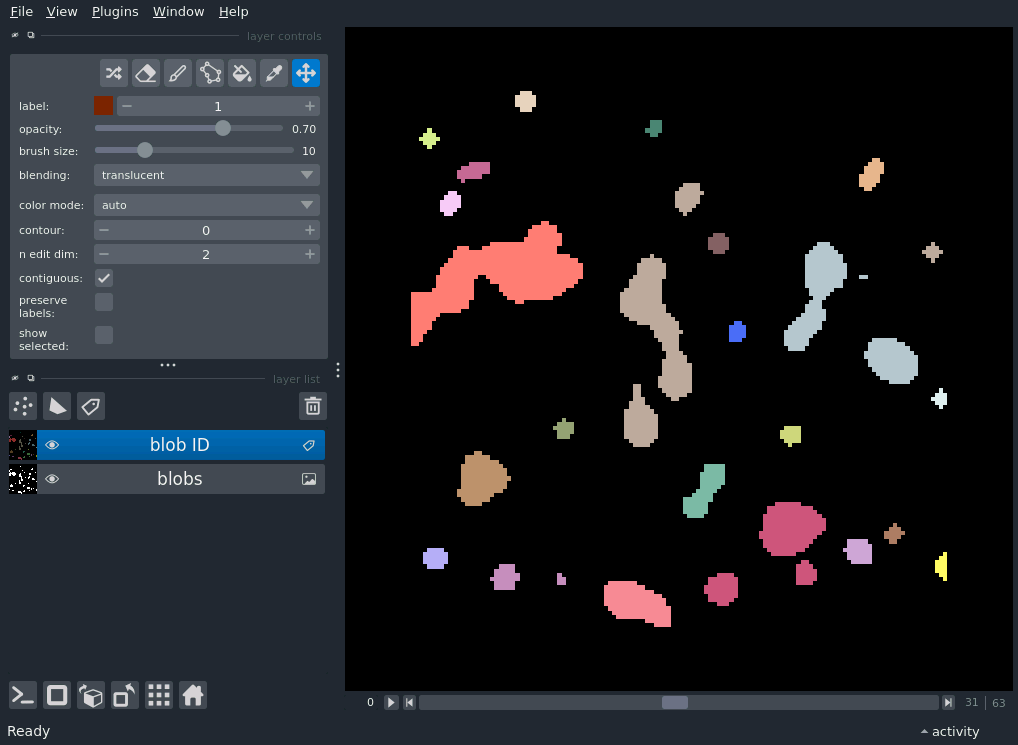 File View Plugins Window Help
layer controls
label: 1
opacity: 0.70
brush size: 10
blending: translucent
color mode: auto
contour: 0
n edit dim: 2
contiguous:
preserve
labels:
show
selected:
layer list
blob ID
blobs
0 31 | 63
Ready activity